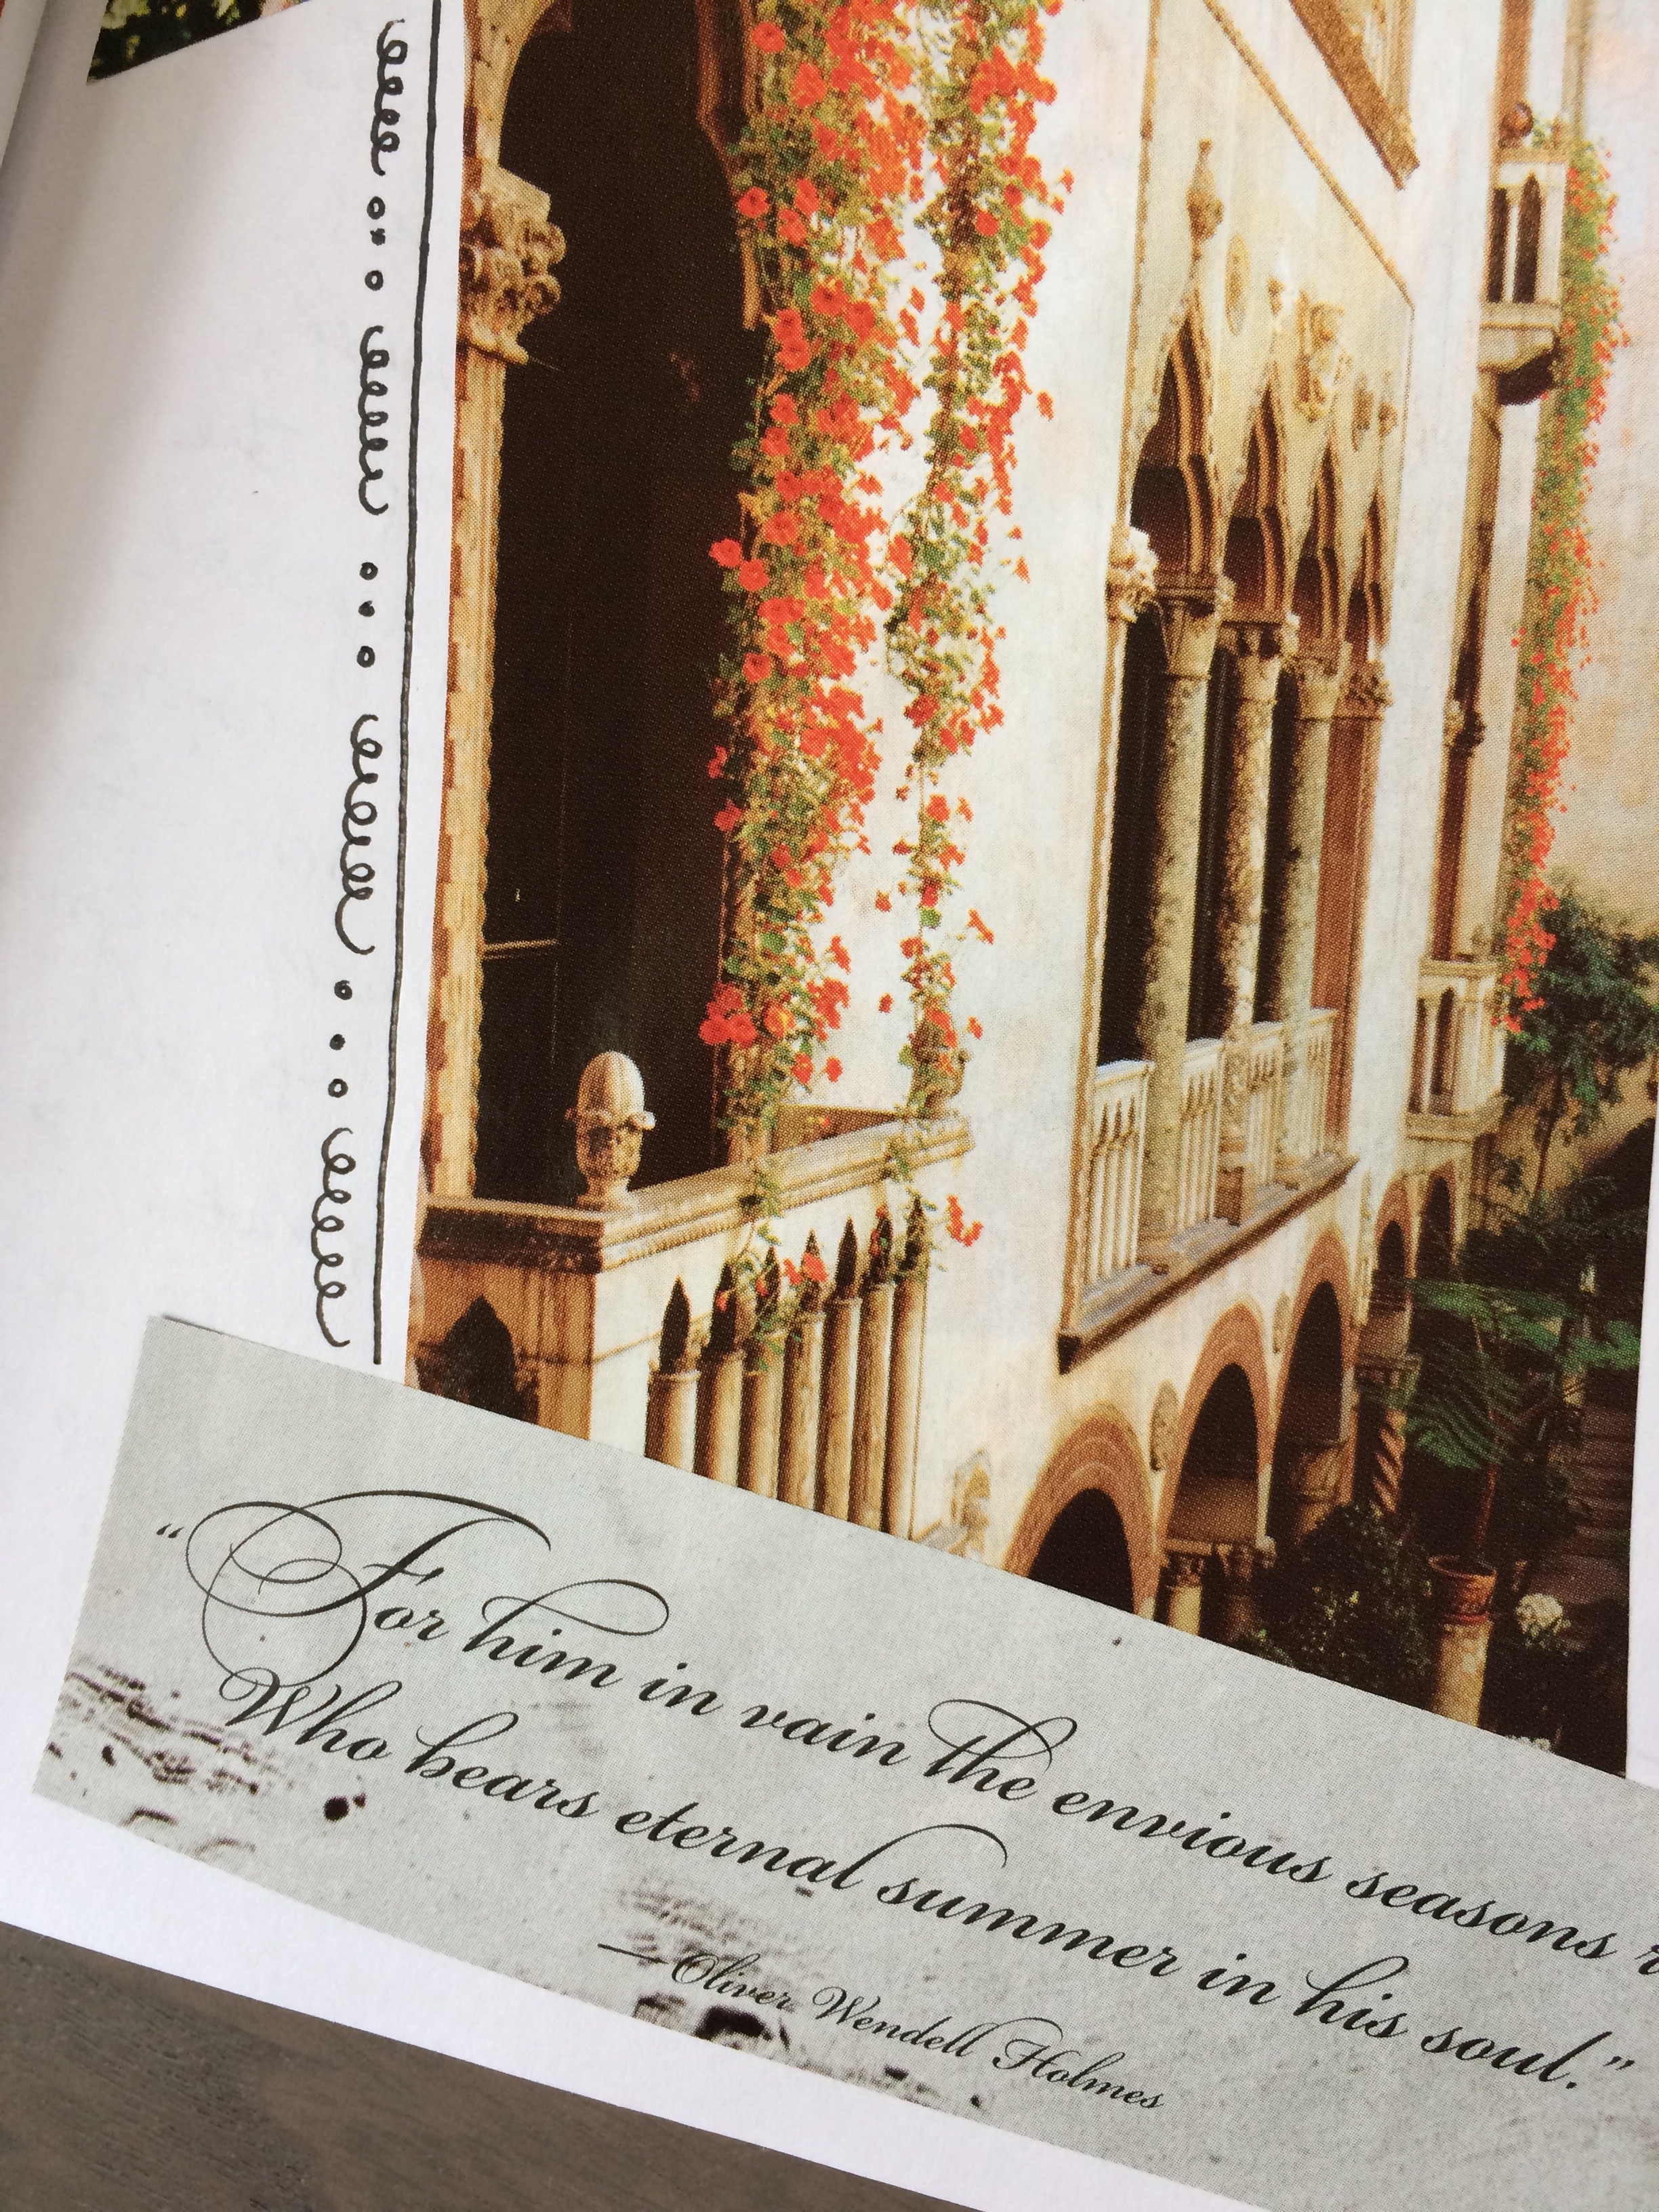 “For him in vain the envious seasons
Who bears eternal summer in his soul.”
—Oliver Wendell Holmes